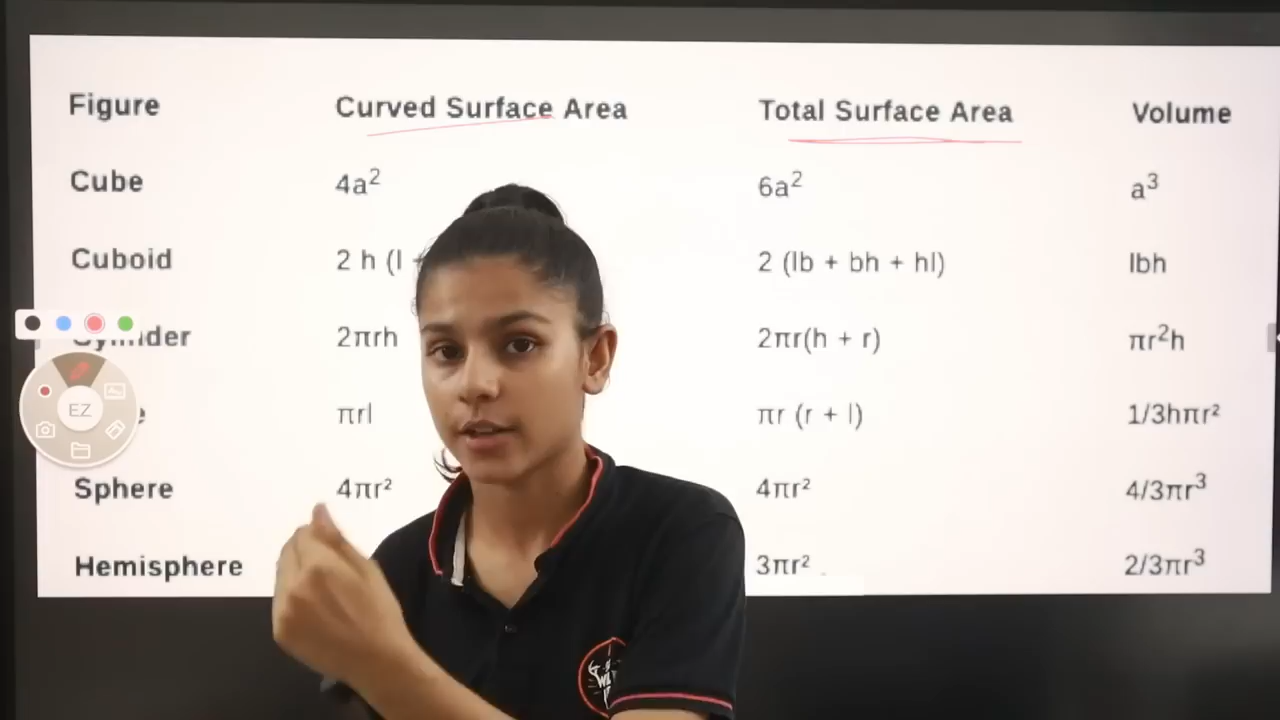 Figure Curved Surface Area Total Surface Area Volume
Cube 4a² 6a² a³
Cuboid 2 h (l + 2 (lb + bh + hl) lbh
2πrh 2πr(h + r) πr²h
πrl πr (r + l) 1/3hπr²
EZ
Sphere 4πr² 4πr² 4/3πr³
Hemisphere 3πr² 2/3πr³